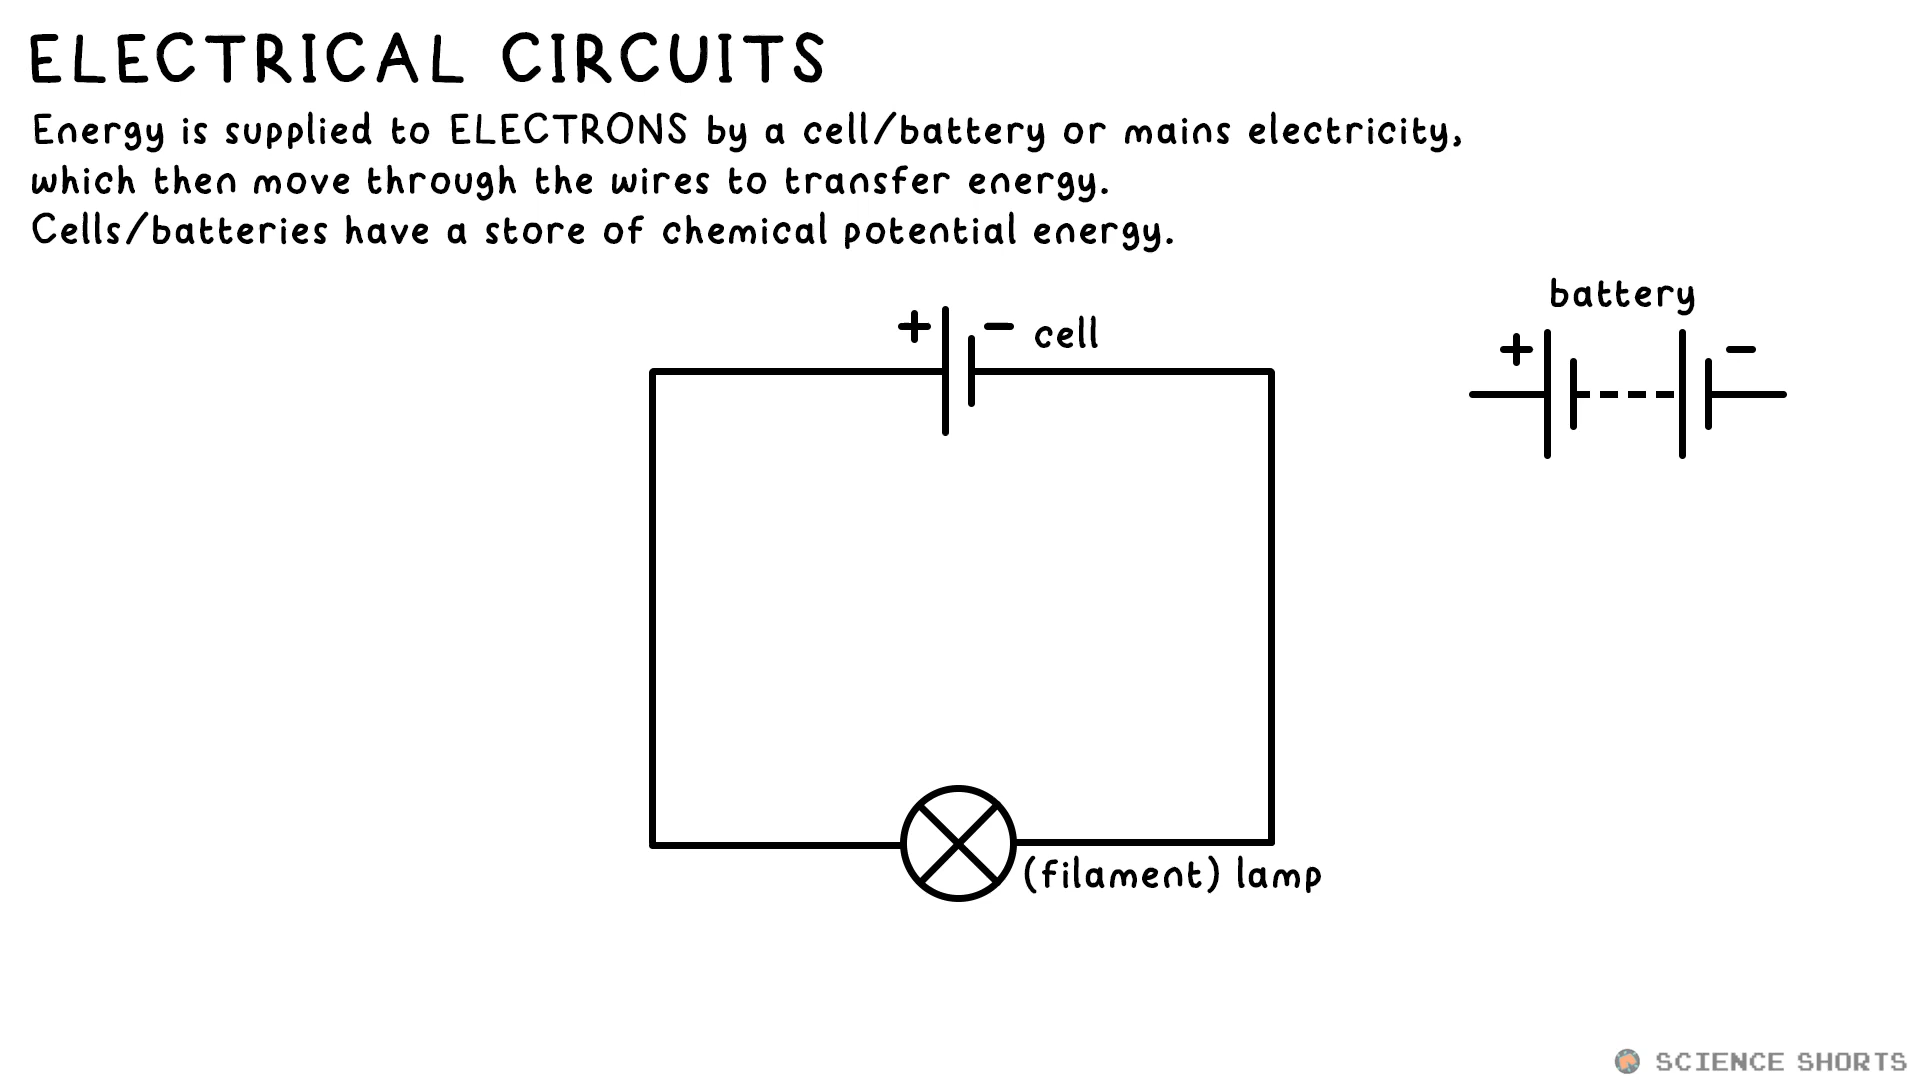 ELECTRICAL CIRCUITS
Energy is supplied to ELECTRONS by a cell/battery or mains electricity,
which then move through the wires to transfer energy.
Cells/batteries have a store of chemical potential energy.
battery
+ - cell
+ -
(filament) lamp
SCIENCE SHORTS